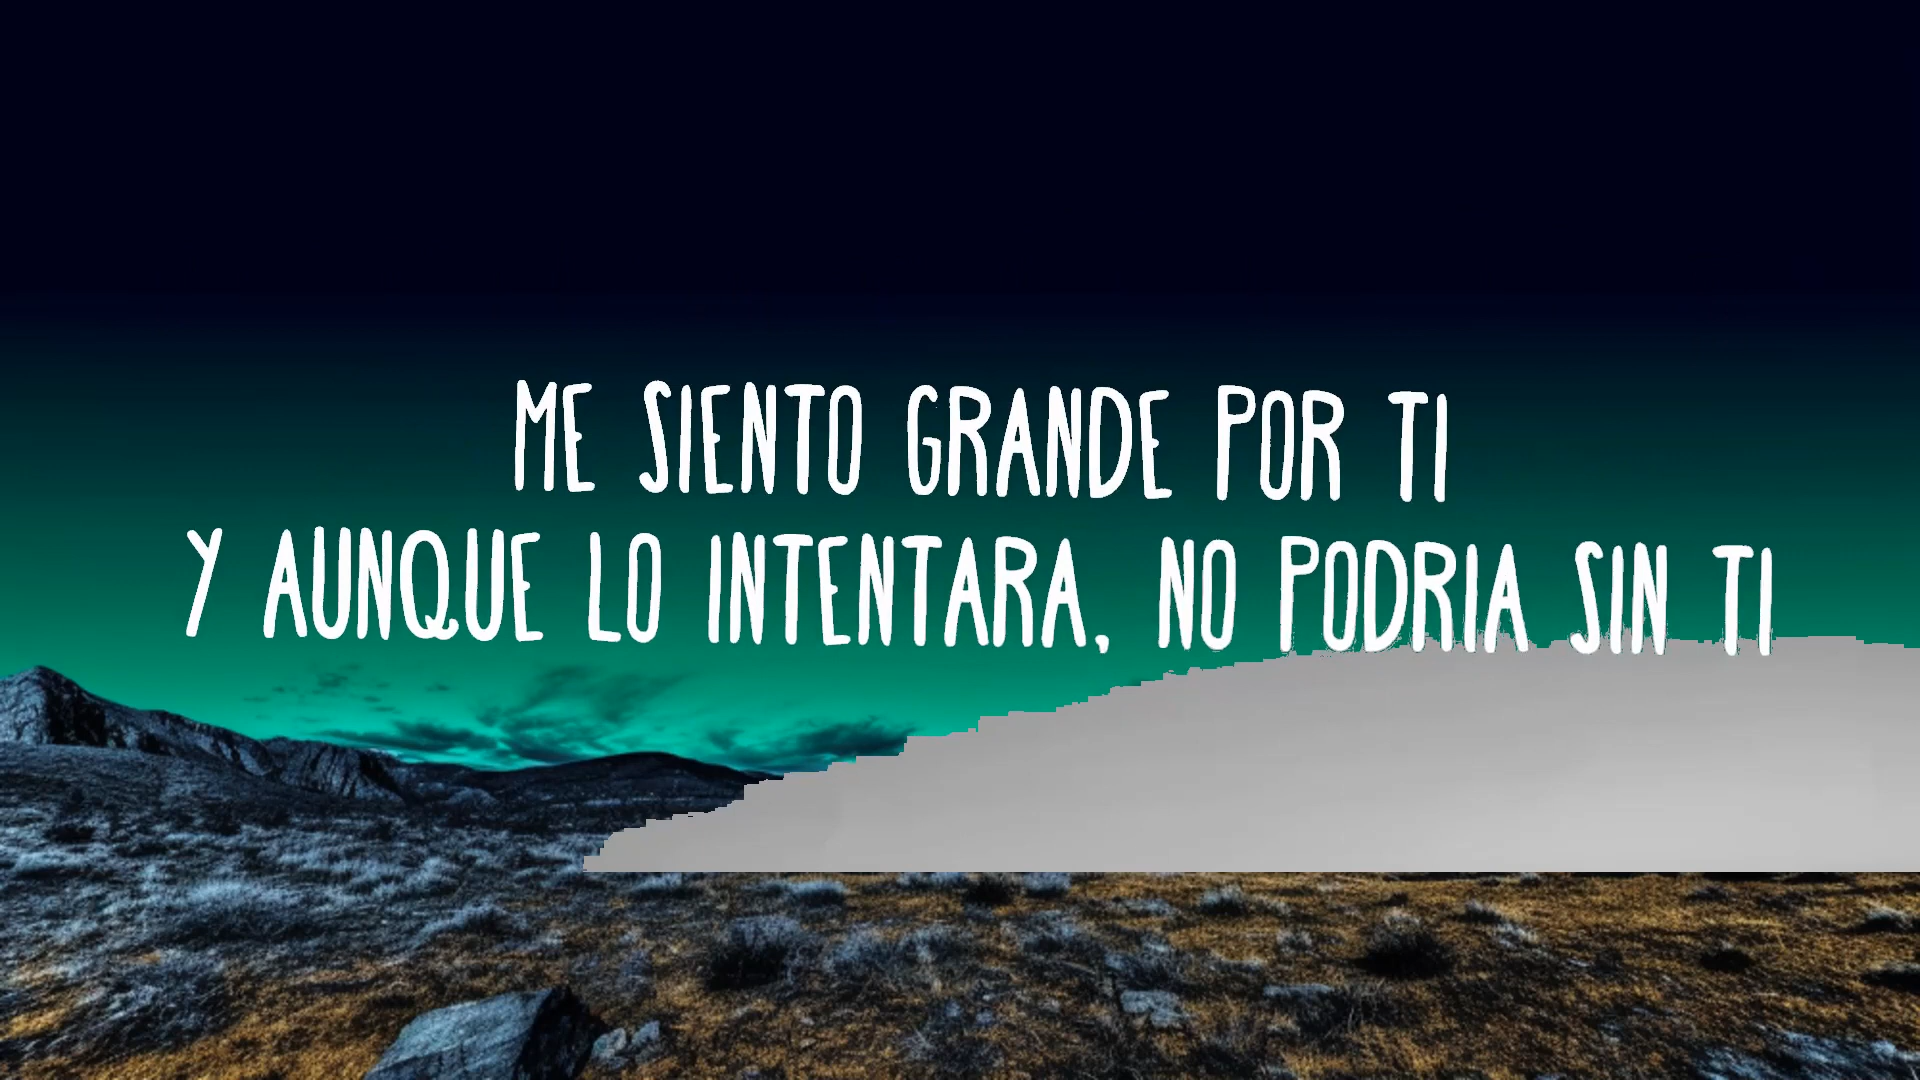 ME SIENTO GRANDE POR TI
Y AUNQUE LO INTENTARA, NO PODRIA SIN TI